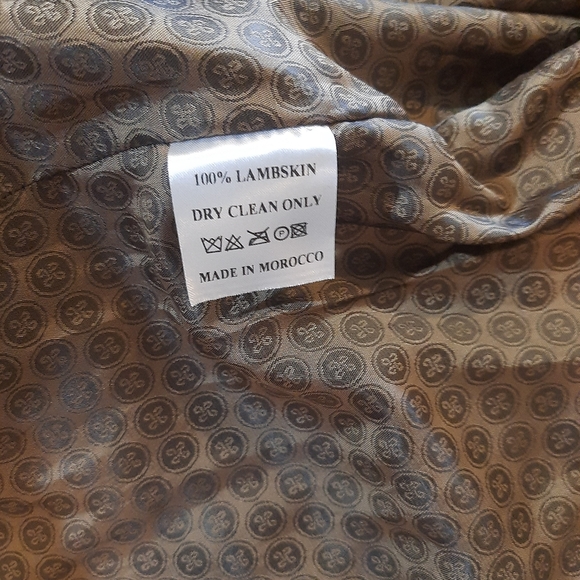 100% LAMBSKIN
DRY CLEAN ONLY
P
MADE IN MOROCCO